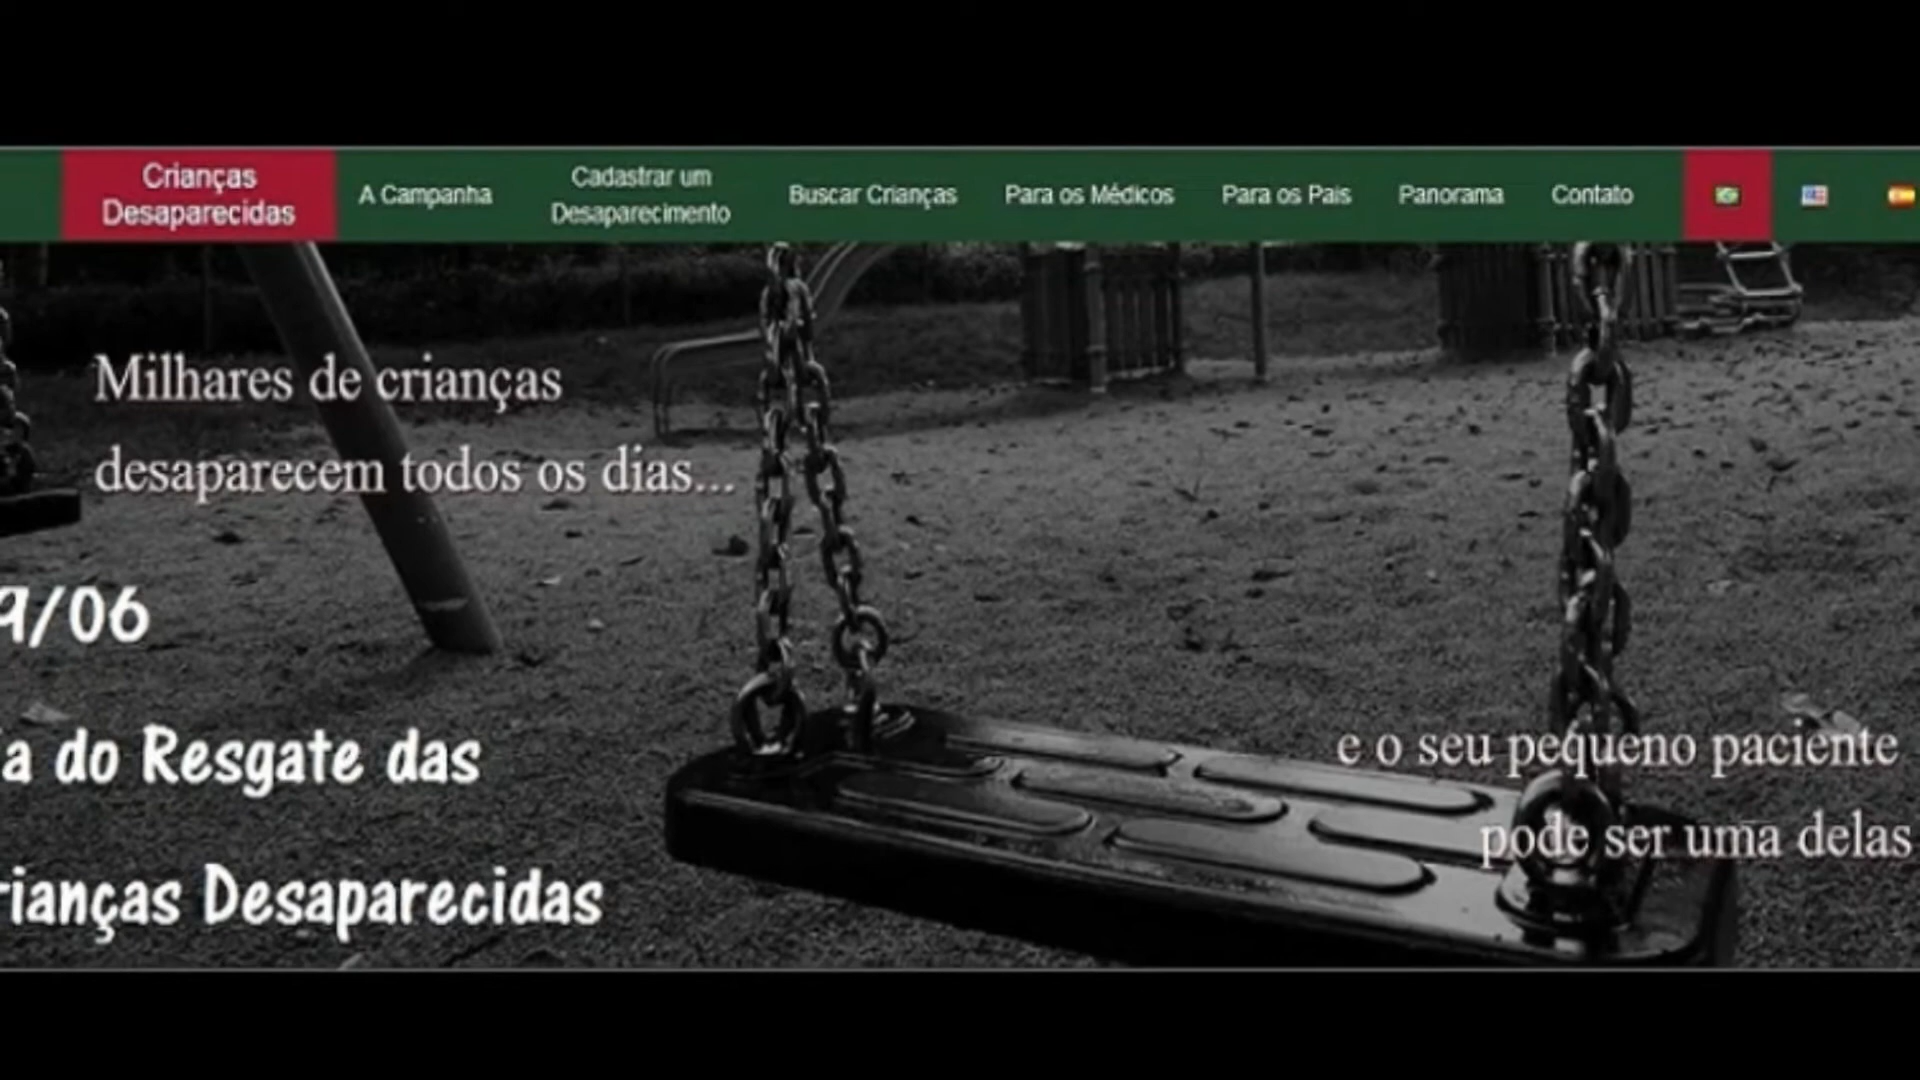 Crianças
Desaparecidas
A Campanha
Cadastrar um
Desaparecimento
Buscar Crianças
Para os Médicos
Para os Pais
Panorama
Contato
Milhares de crianças
desaparecem todos os dias...
9/06
do Resgate das
Desaparecidas
e o seu pequeno paciente
pode ser uma delas